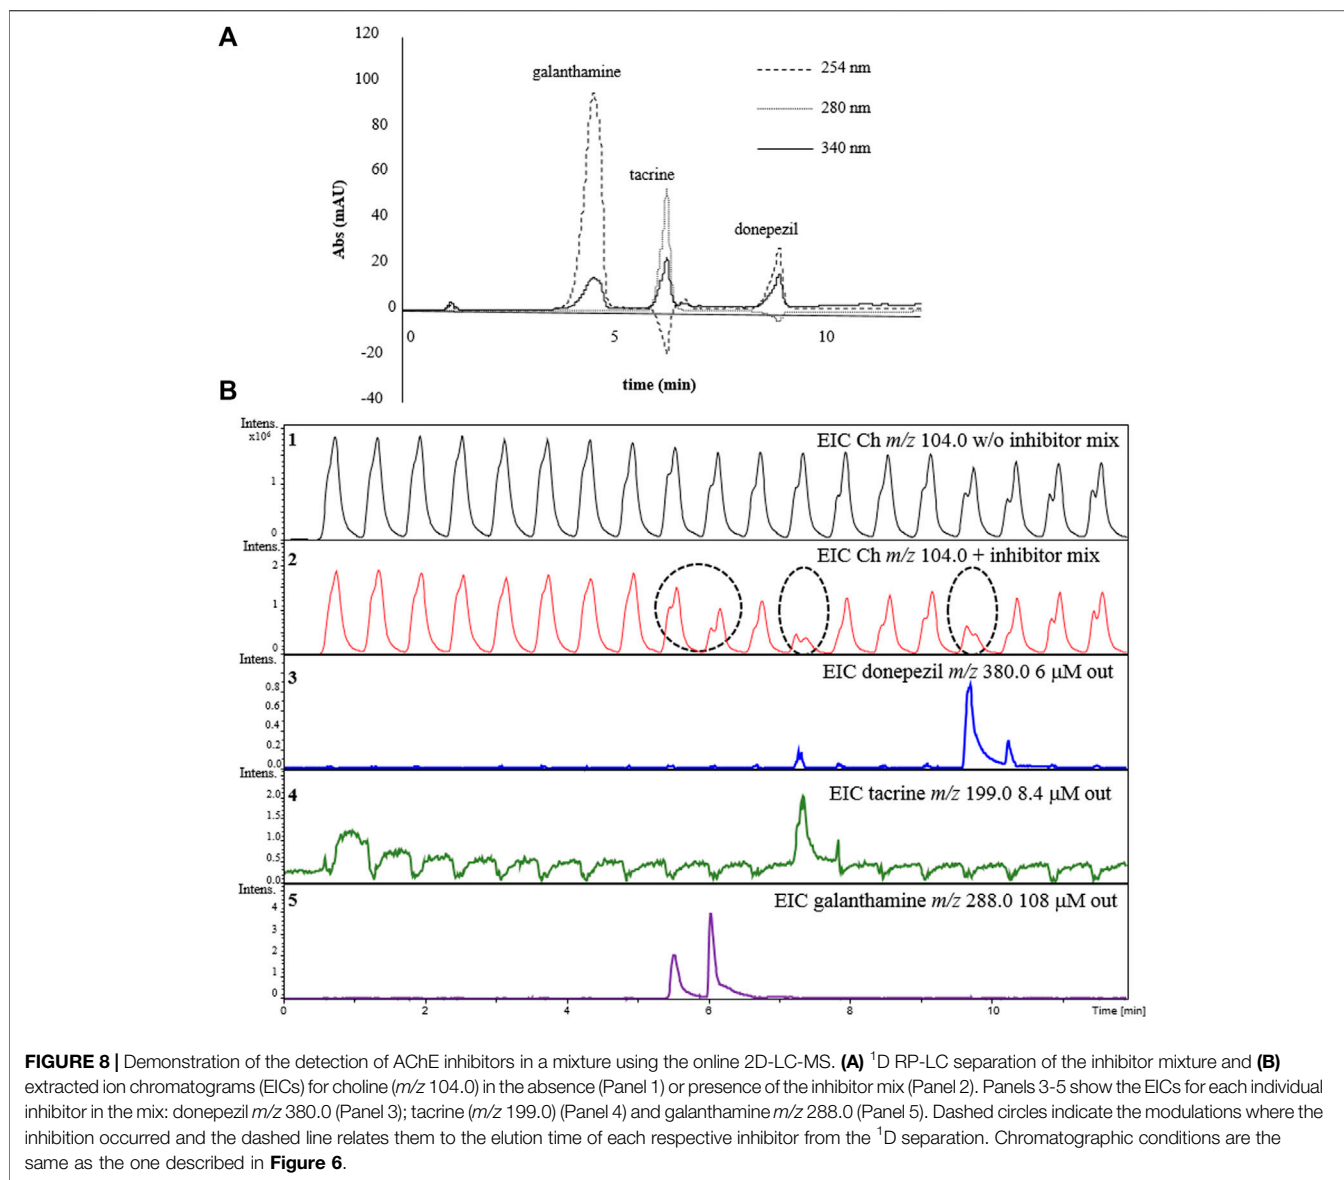 A
120
100
80
60
40
20
0
-20
-40
Abs (mAU)
galanthamine
tacrine
donepezil
254 nm
280 nm
340 nm
0
5
10
time (min)
B
Intens.
x10⁶
1
1
0
EIC Ch m/z 104.0 w/o inhibitor mix
Intens.
2
2
1
0
EIC Ch m/z 104.0 + inhibitor mix
3
0.8
0.6
0.4
0.2
0.0
EIC donepezil m/z 380.0 6 µM out
Intens.
4
2.0
1.5
1.0
0.5
0.0
EIC tacrine m/z 199.0 8.4 µM out
Intens.
5
4
3
2
1
0
EIC galanthamine m/z 288.0 108 µM out
0
2
4
6
8
10
Time [min]
FIGURE 8 | Demonstration of the detection of AChE inhibitors in a mixture using the online 2D-LC-MS. (A) ¹D RP-LC separation of the inhibitor mixture and (B)
extracted ion chromatograms (EICs) for choline (m/z 104.0) in the absence (Panel 1) or presence of the inhibitor mix (Panel 2). Panels 3-5 show the EICs for each individual
inhibitor in the mix: donepezil m/z 380.0 (Panel 3); tacrine (m/z 199.0) (Panel 4) and galanthamine m/z 288.0 (Panel 5). Dashed circles indicate the modulations where the
inhibition occurred and the dashed line relates them to the elution time of each respective inhibitor from the ¹D separation. Chromatographic conditions are the
same as the one described in Figure 6.